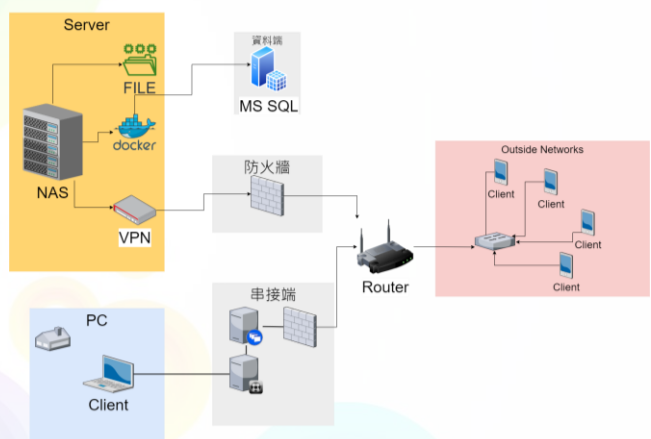 Server
FILE
docker
NAS
VPN
資料端
MS SQL
防火牆
Router
串接端
PC
Client
Outside Networks
Client
Client
Client
Client